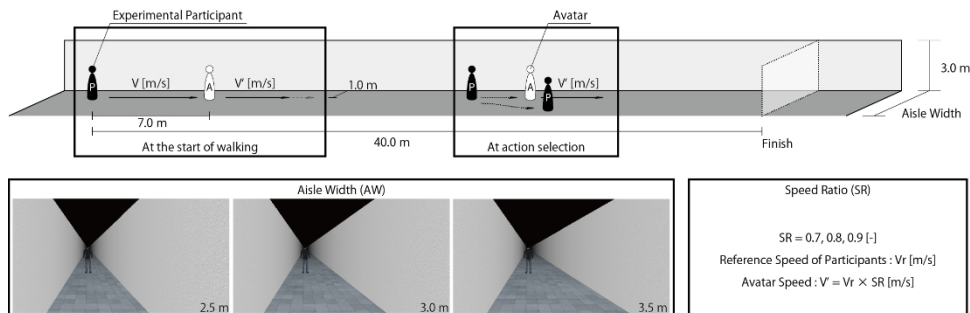 Experimental Participant
Avatar
P
V [m/s]
A
V' [m/s]
1.0 m
P
A
P
V' [m/s]
3.0 m
Aisle Width
7.0 m
At the start of walking
40.0 m
At action selection
Finish
Aisle Width (AW)
2.5 m
3.0 m
3.5 m
Speed Ratio (SR)
SR = 0.7, 0.8, 0.9 [-]
Reference Speed of Participants : Vr [m/s]
Avatar Speed : V' = Vr × SR [m/s]